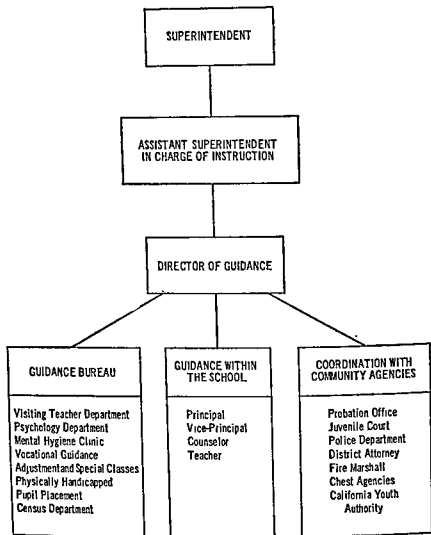 SUPERINTENDENT
ASSISTANT SUPERINTENDENT
IN CHARGE OF INSTRUCTION
DIRECTOR OF GUIDANCE
GUIDANCE BUREAU
Visiting Teacher Department
Psychology Department
Mental Hygiene Clinic
Vocational Guidance
Adjustment and Special Classes
Physically Handicapped
Pupil Placement
Census Department
GUIDANCE WITHIN
THE SCHOOL
Principal
Vice-Principal
Counselor
Teacher
COORDINATION WITH
COMMUNITY AGENCIES
Probation Office
Juvenile Court
Police Department
District Attorney
Fire Marshall
Chest Agencies
California Youth
Authority